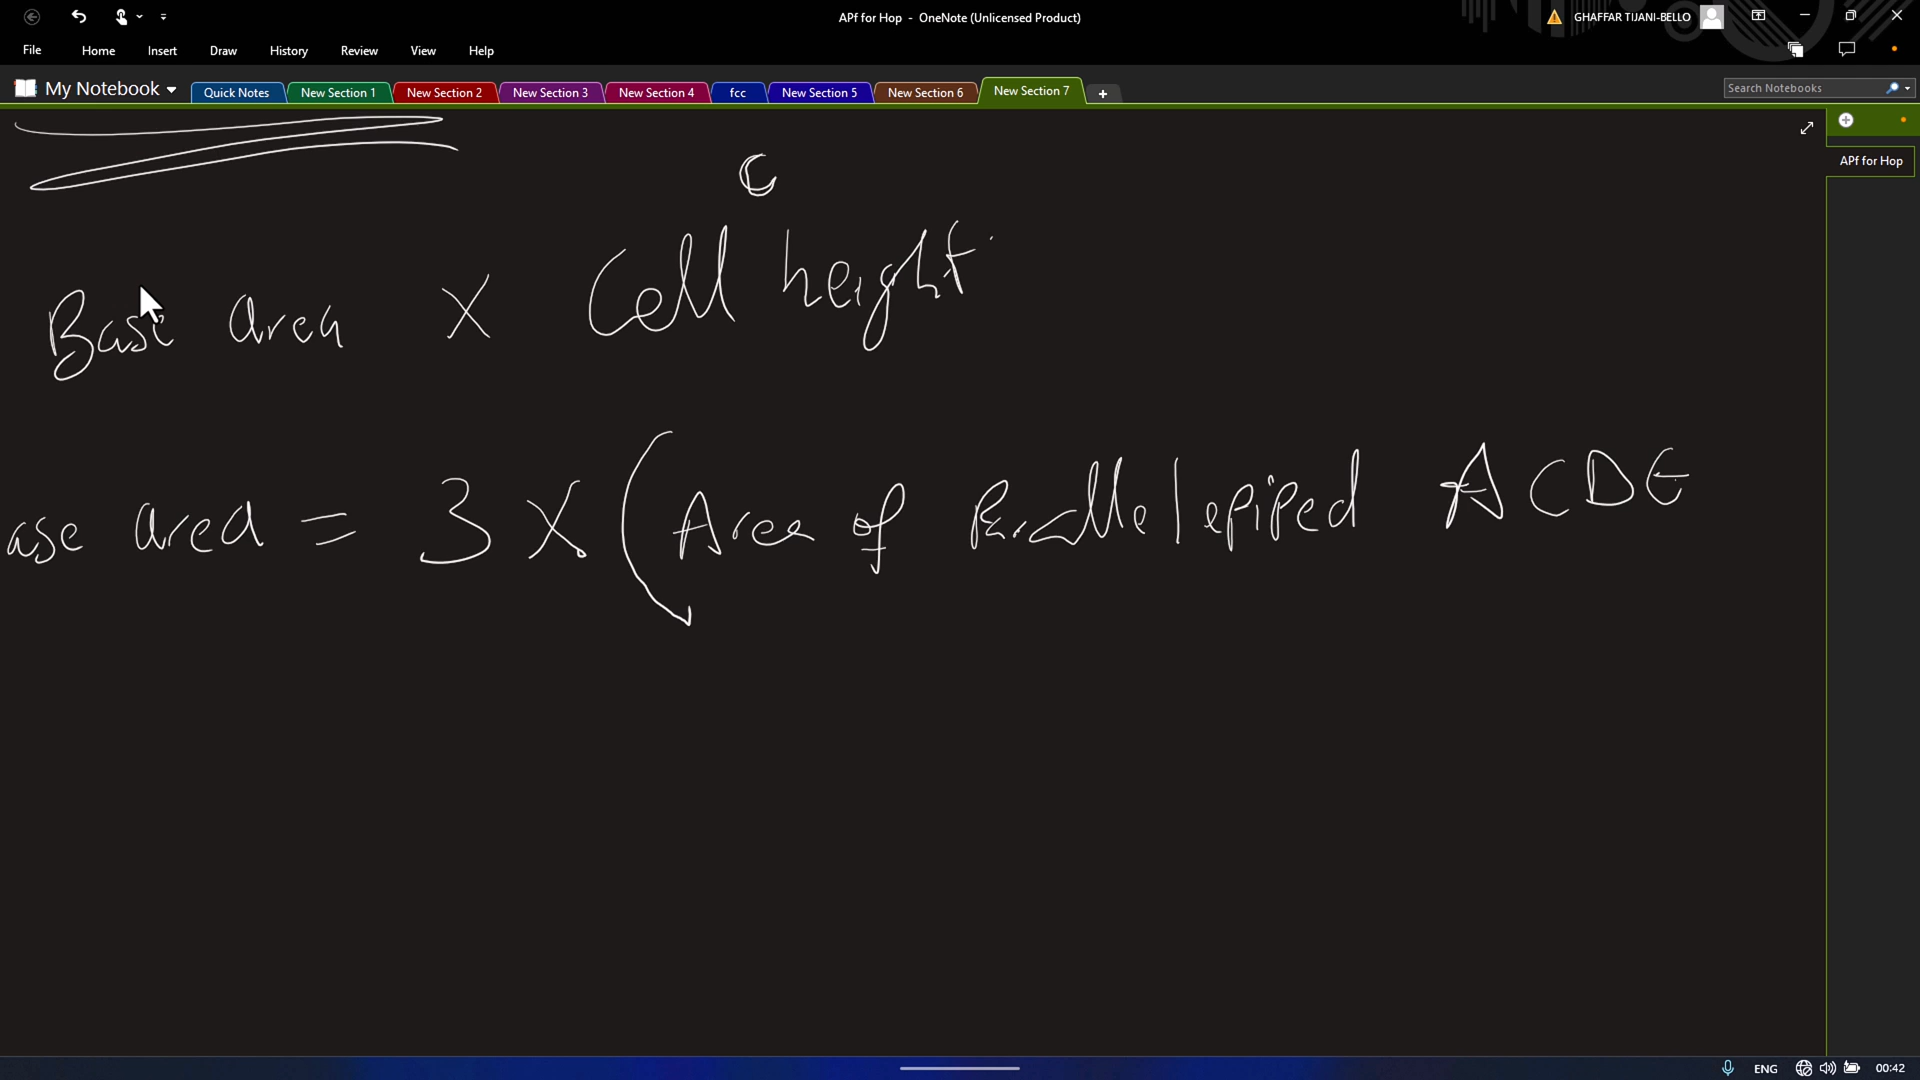 APf for Hop - OneNote (Unlicensed Product)
GHAFFAR TIJANI-BELLO
File Home Insert Draw History Review View Help
My Notebook Quick Notes New Section 1 New Section 2 New Section 3 New Section 4 fcc New Section 5 New Section 6 New Section 7 + Search Notebooks
APf for Hop
C
Base area X Cell height
ase area = 3 X ( Area of Parallelepiped ACDE
ENG 00:42